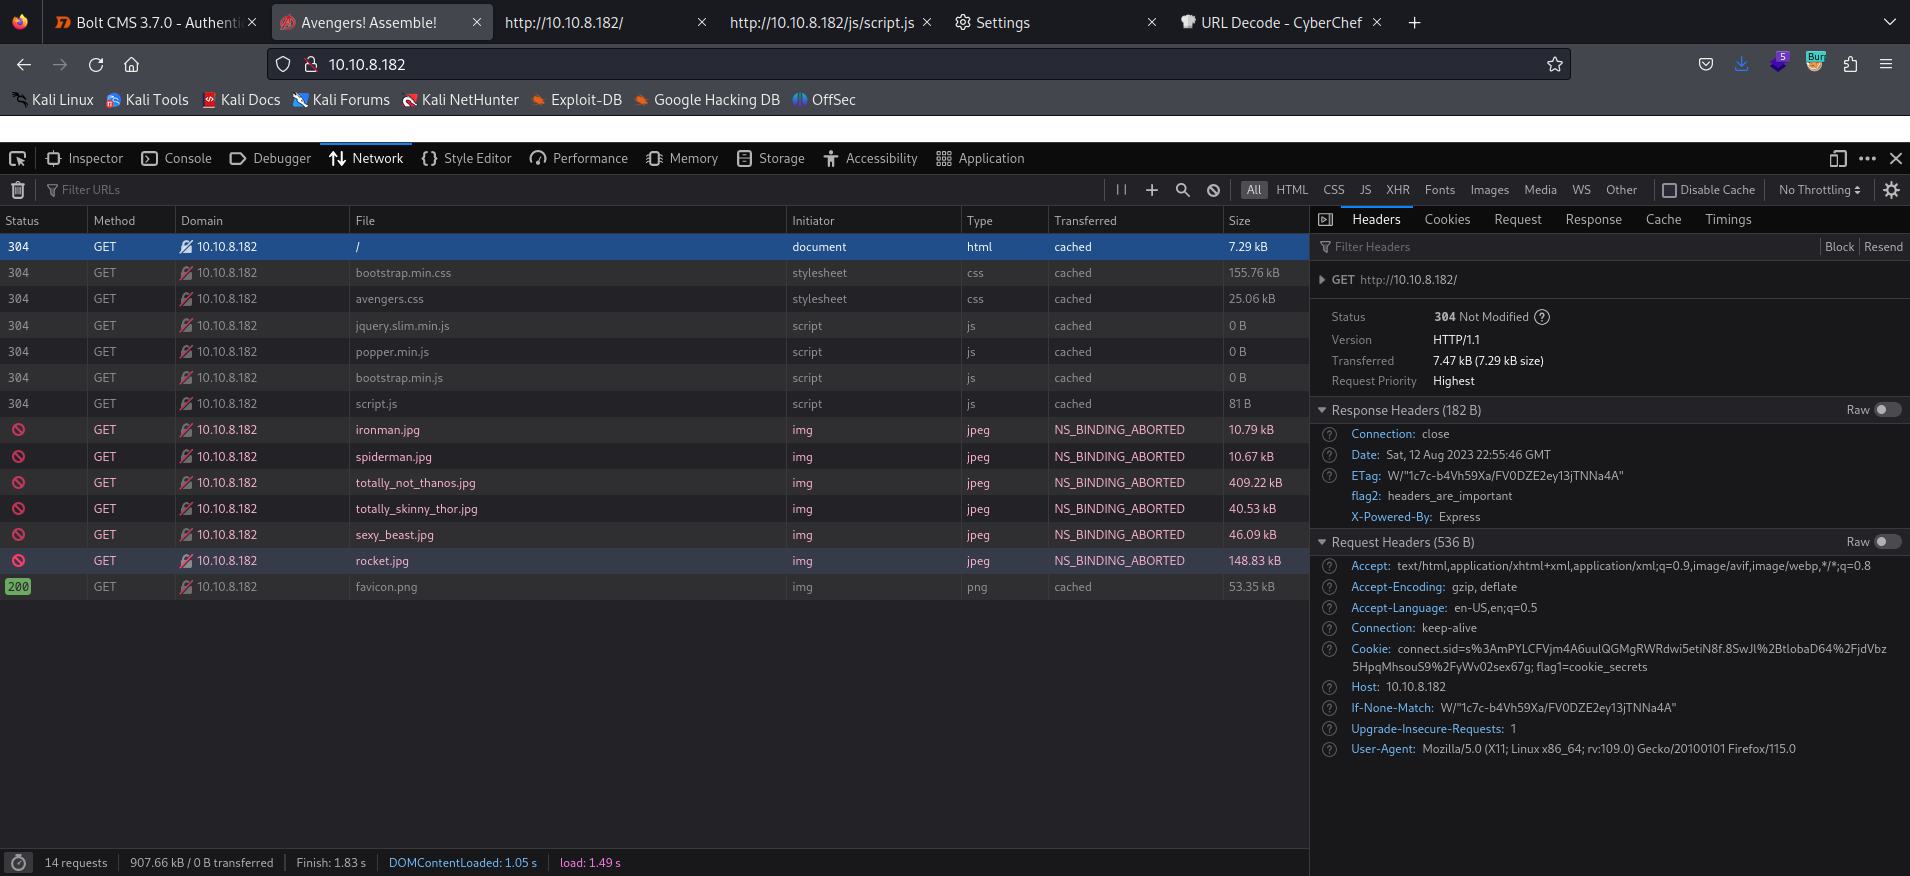 Bolt CMS 3.7.0 - Authenti
Avengers! Assemble!
http://10.10.8.182/
http://10.10.8.182/js/script.js
Settings
URL Decode - CyberChef
10.10.8.182
5
Burp
Kali Linux
Kali Tools
Kali Docs
Kali Forums
Kali NetHunter
Exploit-DB
Google Hacking DB
OffSec
Inspector
Console
Debugger
Network
Style Editor
Performance
Memory
Storage
Accessibility
Application
Filter URLs
All HTML CSS JS XHR Fonts Images Media WS Other
Disable Cache
No Throttling
Status Method Domain File Initiator Type Transferred Size
304 GET 10.10.8.182 / document html cached 7.29 kB
304 GET 10.10.8.182 bootstrap.min.css stylesheet css cached 155.76 kB
304 GET 10.10.8.182 avengers.css stylesheet css cached 25.06 kB
304 GET 10.10.8.182 jquery.slim.min.js script js cached 0 B
304 GET 10.10.8.182 popper.min.js script js cached 0 B
304 GET 10.10.8.182 bootstrap.min.js script js cached 0 B
304 GET 10.10.8.182 script.js script js cached 81 B
GET 10.10.8.182 ironman.jpg img jpeg NS_BINDING_ABORTED 10.79 kB
GET 10.10.8.182 spiderman.jpg img jpeg NS_BINDING_ABORTED 10.67 kB
GET 10.10.8.182 totally_not_thanos.jpg img jpeg NS_BINDING_ABORTED 409.22 kB
GET 10.10.8.182 totally_skinny_thor.jpg img jpeg NS_BINDING_ABORTED 40.53 kB
GET 10.10.8.182 sexy_beast.jpg img jpeg NS_BINDING_ABORTED 46.09 kB
GET 10.10.8.182 rocket.jpg img jpeg NS_BINDING_ABORTED 148.83 kB
200 GET 10.10.8.182 favicon.png img png cached 53.35 kB
14 requests
907.66 kB / 0 B transferred
Finish: 1.83 s
DOMContentLoaded: 1.05 s
load: 1.49 s
Headers Cookies Request Response Cache Timings
Filter Headers
Block
Resend
GET http://10.10.8.182/
Status 304 Not Modified
Version HTTP/1.1
Transferred 7.47 kB (7.29 kB size)
Request Priority Highest
Response Headers (182 B)
Raw
Connection: close
Date: Sat, 12 Aug 2023 22:55:46 GMT
ETag: W/"1c7c-b4Vh59Xa/FV0DZE2ey13jTNNa4A"
flag2: headers_are_important
X-Powered-By: Express
Request Headers (536 B)
Raw
Accept: text/html,application/xhtml+xml,application/xml;q=0.9,image/avif,image/webp,*/*;q=0.8
Accept-Encoding: gzip, deflate
Accept-Language: en-US,en;q=0.5
Connection: keep-alive
Cookie: connect.sid=s%3AmPYLCFVjm4A6uulQGMgRWRdwi5etiN8f.8SwJl%2BtlobaD64%2FjdVbz
5HpqMhsouS9%2FyWv02sex67g; flag1=cookie_secrets
Host: 10.10.8.182
If-None-Match: W/"1c7c-b4Vh59Xa/FV0DZE2ey13jTNNa4A"
Upgrade-Insecure-Requests: 1
User-Agent: Mozilla/5.0 (X11; Linux x86_64; rv:109.0) Gecko/20100101 Firefox/115.0